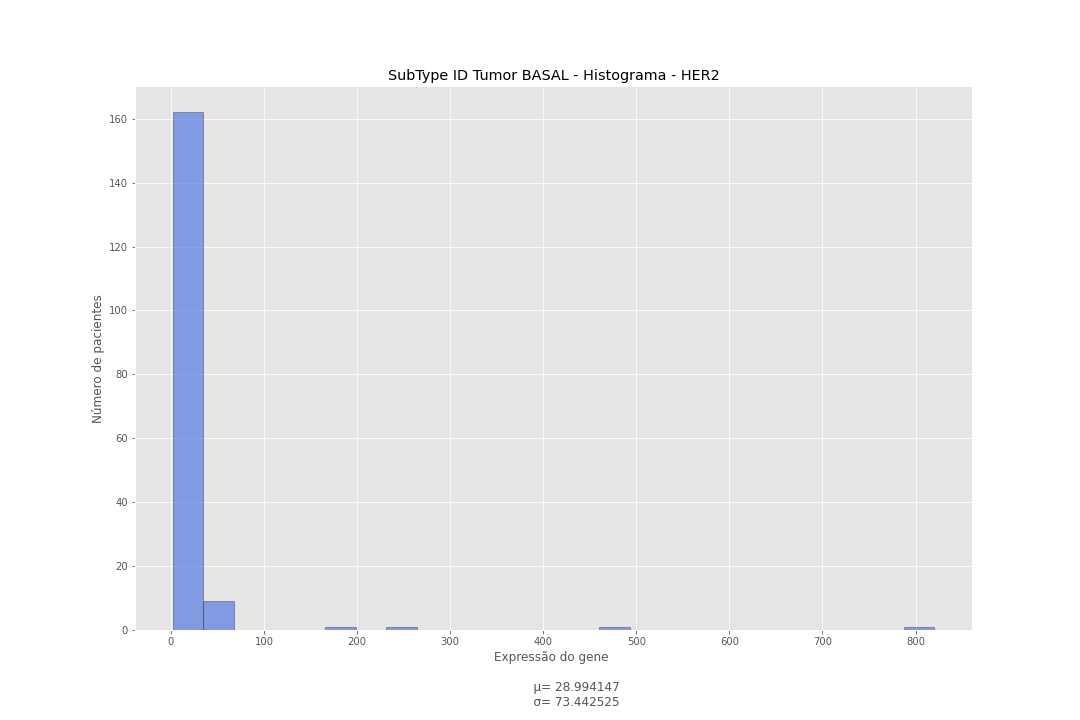 SubType ID Tumor BASAL - Histograma - HER2
160
140
120
100
80
60
40
20
0
Número de pacientes
0 100 200 300 400 500 600 700 800
Expressão do gene
μ= 28.994147
σ= 73.442525